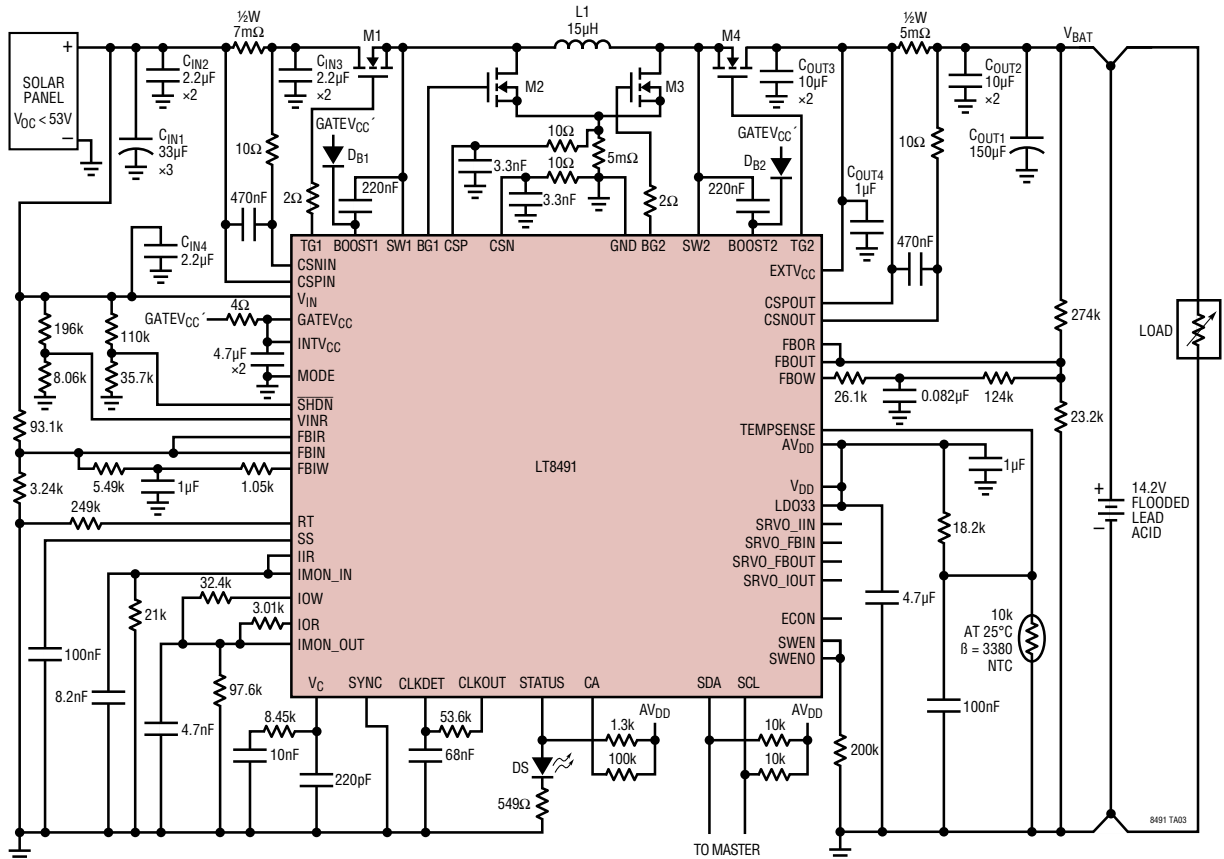 ½W
7mΩ
M1
L1
15µH
M4
½W
5mΩ
VBAT
+
SOLAR
PANEL
VOC < 53V
–
CIN2
2.2µF
×2
CIN3
2.2µF
×2
M2
M3
COUT3
10µF
×2
COUT2
10µF
×2
CIN1
33µF
×3
GATEVCC´
10Ω
GATEVCC´
COUT1
150µF
10Ω
DB1
10Ω
5mΩ
DB2
10Ω
COUT4
1µF
3.3nF
220nF
3.3nF
220nF
2Ω
2Ω
470nF
470nF
CIN4
2.2µF
TG1
BOOST1
SW1
BG1
CSP
CSN
GND
BG2
SW2
BOOST2
TG2
CSNIN
CSPIN
VIN
GATEVCC
INTVCC
MODE
SHDN
VINR
FBIR
FBIN
FBIW
RT
SS
IIR
IMON_IN
IOW
IOR
IMON_OUT
LT8491
EXTVCC
CSPOUT
CSNOUT
FBOR
FBOUT
FBOW
TEMPSENSE
AVDD
VDD
LDO33
SRVO_IIN
SRVO_FBIN
SRVO_FBOUT
SRVO_IOUT
ECON
SWEN
SWENO
VC
SYNC
CLKDET
CLKOUT
STATUS
CA
SDA
SCL
196k
110k
GATEVCC´
4Ω
4.7µF
×2
8.06k
35.7k
93.1k
3.24k
5.49k
1µF
1.05k
249k
32.4k
3.01k
21k
100nF
8.2nF
4.7nF
97.6k
8.45k
10nF
220pF
53.6k
68nF
DS
549Ω
AVDD
1.3k
100k
AVDD
10k
10k
TO MASTER
274k
LOAD
26.1k
0.082µF
124k
23.2k
1µF
18.2k
4.7µF
+
14.2V
FLOODED
LEAD
ACID
–
10k
AT 25°C
ß = 3380
NTC
100nF
200k
8491 TA03